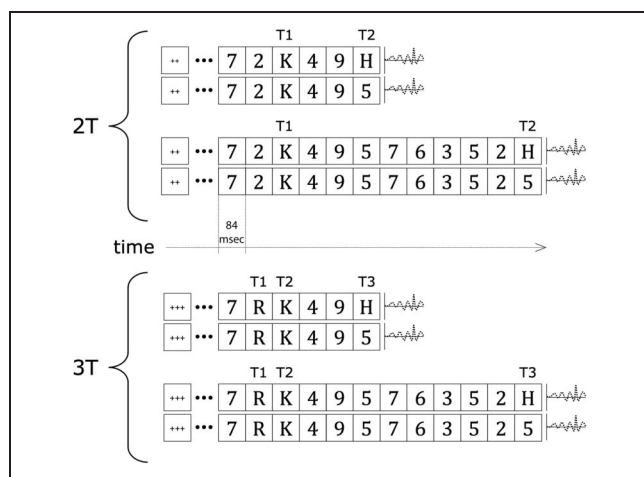 T1 T2
++ ••• 7 2 K 4 9 H
++ ••• 7 2 K 4 9 5
2T
T1 T2
++ ••• 7 2 K 4 9 5 7 6 3 5 2 H
++ ••• 7 2 K 4 9 5 7 6 3 5 2 5
84
msec
time
T1 T2 T3
+++ ••• 7 R K 4 9 H
+++ ••• 7 R K 4 9 5
3T
T1 T2 T3
+++ ••• 7 R K 4 9 5 7 6 3 5 2 H
+++ ••• 7 R K 4 9 5 7 6 3 5 2 5